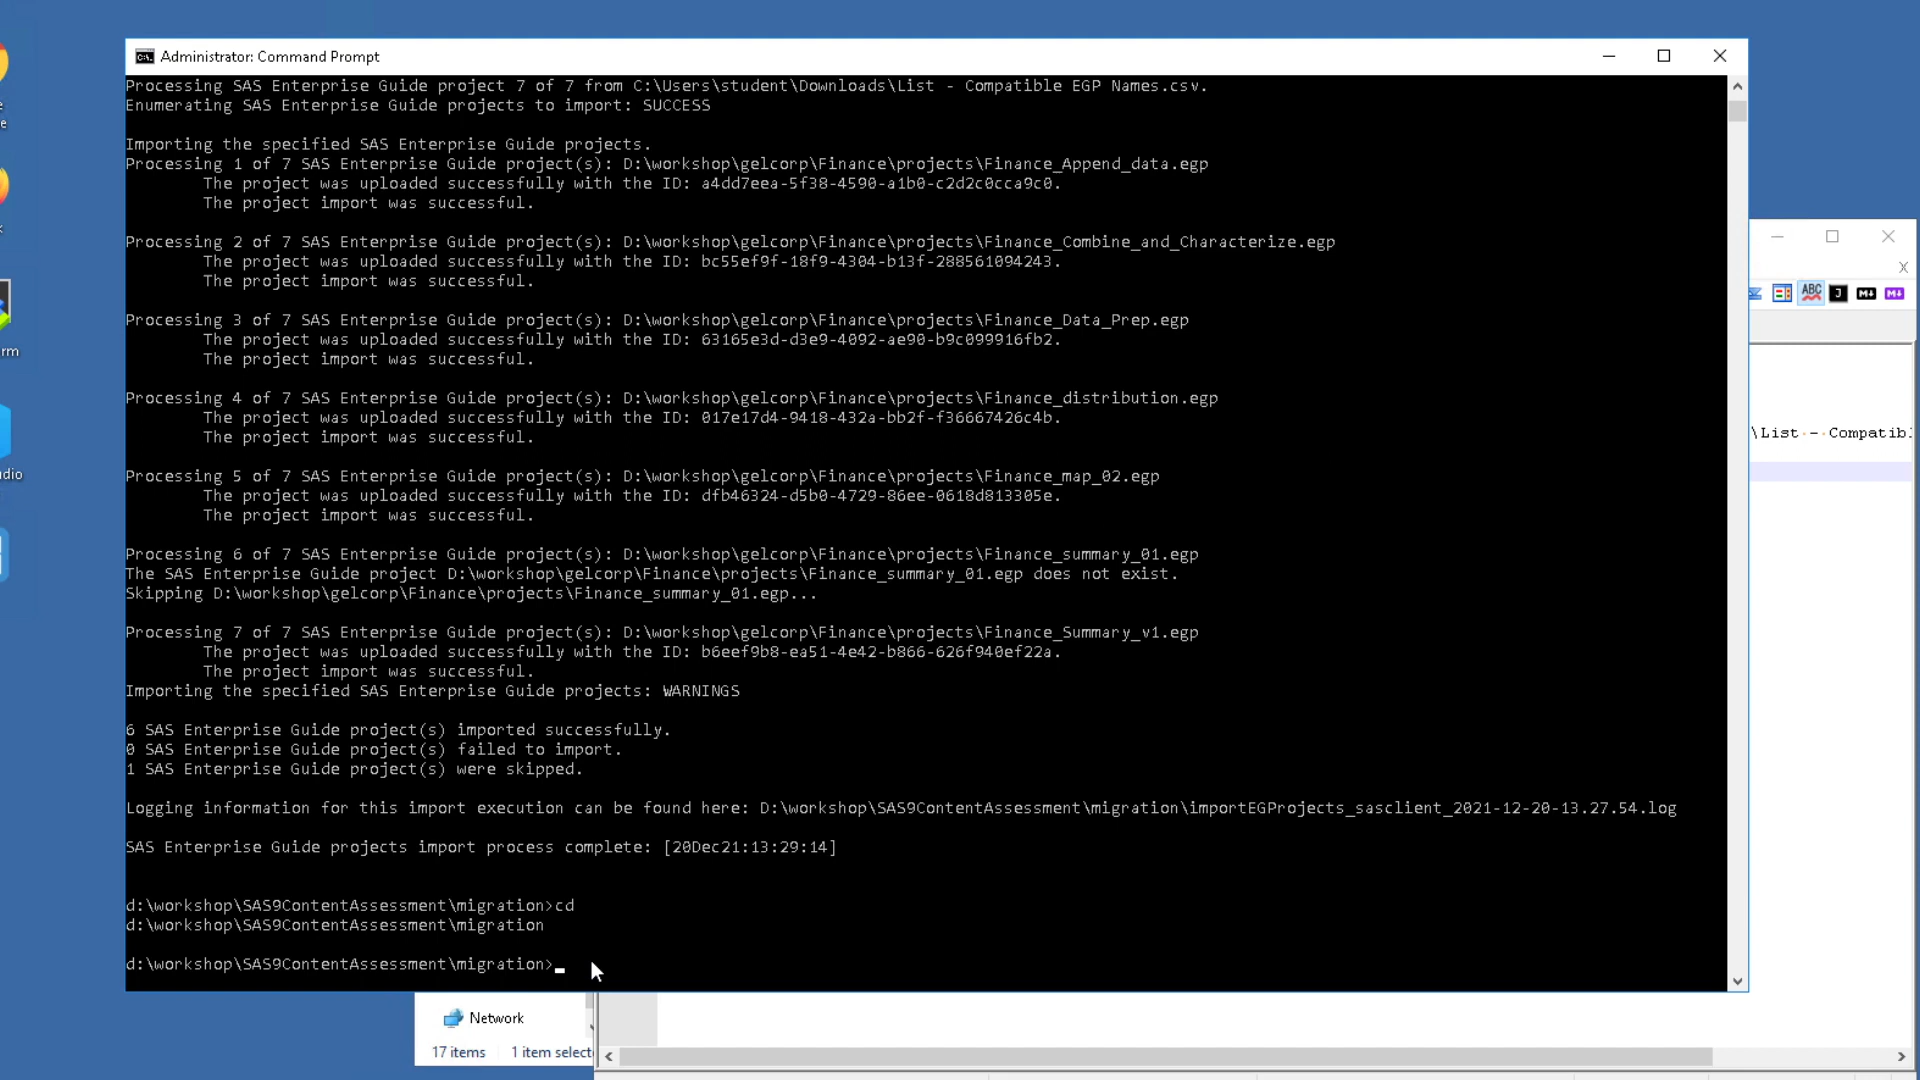 Administrator: Command Prompt
Processing SAS Enterprise Guide project 7 of 7 from C:\Users\student\Downloads\List - Compatible EGP Names.csv.
Enumerating SAS Enterprise Guide projects to import: SUCCESS
Importing the specified SAS Enterprise Guide projects.
Processing 1 of 7 SAS Enterprise Guide project(s): D:\workshop\gelcorp\Finance\projects\Finance_Append_data.egp
The project was uploaded successfully with the ID: a4dd7eea-5f38-4590-a1b0-c2d2c0cca9c0.
The project import was successful.
Processing 2 of 7 SAS Enterprise Guide project(s): D:\workshop\gelcorp\Finance\projects\Finance_Combine_and_Characterize.egp
The project was uploaded successfully with the ID: bc55ef9f-18f9-4304-b13f-288561094243.
The project import was successful.
Processing 3 of 7 SAS Enterprise Guide project(s): D:\workshop\gelcorp\Finance\projects\Finance_Data_Prep.egp
The project was uploaded successfully with the ID: 63165e3d-d3e9-4092-ae90-b9c099916fb2.
The project import was successful.
Processing 4 of 7 SAS Enterprise Guide project(s): D:\workshop\gelcorp\Finance\projects\Finance_distribution.egp
The project was uploaded successfully with the ID: 017e17d4-9418-432a-bb2f-f36667426c4b.
The project import was successful.
Processing 5 of 7 SAS Enterprise Guide project(s): D:\workshop\gelcorp\Finance\projects\Finance_map_02.egp
The project was uploaded successfully with the ID: dfb46324-d5b0-4729-86ee-0618d813305e.
The project import was successful.
Processing 6 of 7 SAS Enterprise Guide project(s): D:\workshop\gelcorp\Finance\projects\Finance_summary_01.egp
The SAS Enterprise Guide project D:\workshop\gelcorp\Finance\projects\Finance_summary_01.egp does not exist.
Skipping D:\workshop\gelcorp\Finance\projects\Finance_summary_01.egp...
Processing 7 of 7 SAS Enterprise Guide project(s): D:\workshop\gelcorp\Finance\projects\Finance_Summary_v1.egp
The project was uploaded successfully with the ID: b6eef9b8-ea51-4e42-b866-626f940ef22a.
The project import was successful.
Importing the specified SAS Enterprise Guide projects: WARNINGS
6 SAS Enterprise Guide project(s) imported successfully.
0 SAS Enterprise Guide project(s) failed to import.
1 SAS Enterprise Guide project(s) were skipped.
Logging information for this import execution can be found here: D:\workshop\SAS9ContentAssessment\migration\importEGProjects_sasclient_2021-12-20-13.27.54.log
SAS Enterprise Guide projects import process complete: [20Dec21:13:29:14]
d:\workshop\SAS9ContentAssessment\migration>cd
d:\workshop\SAS9ContentAssessment\migration
d:\workshop\SAS9ContentAssessment\migration>_
\List - Compatibl
ABC
Network
17 items 1 item select
e
e
k
rm
dio